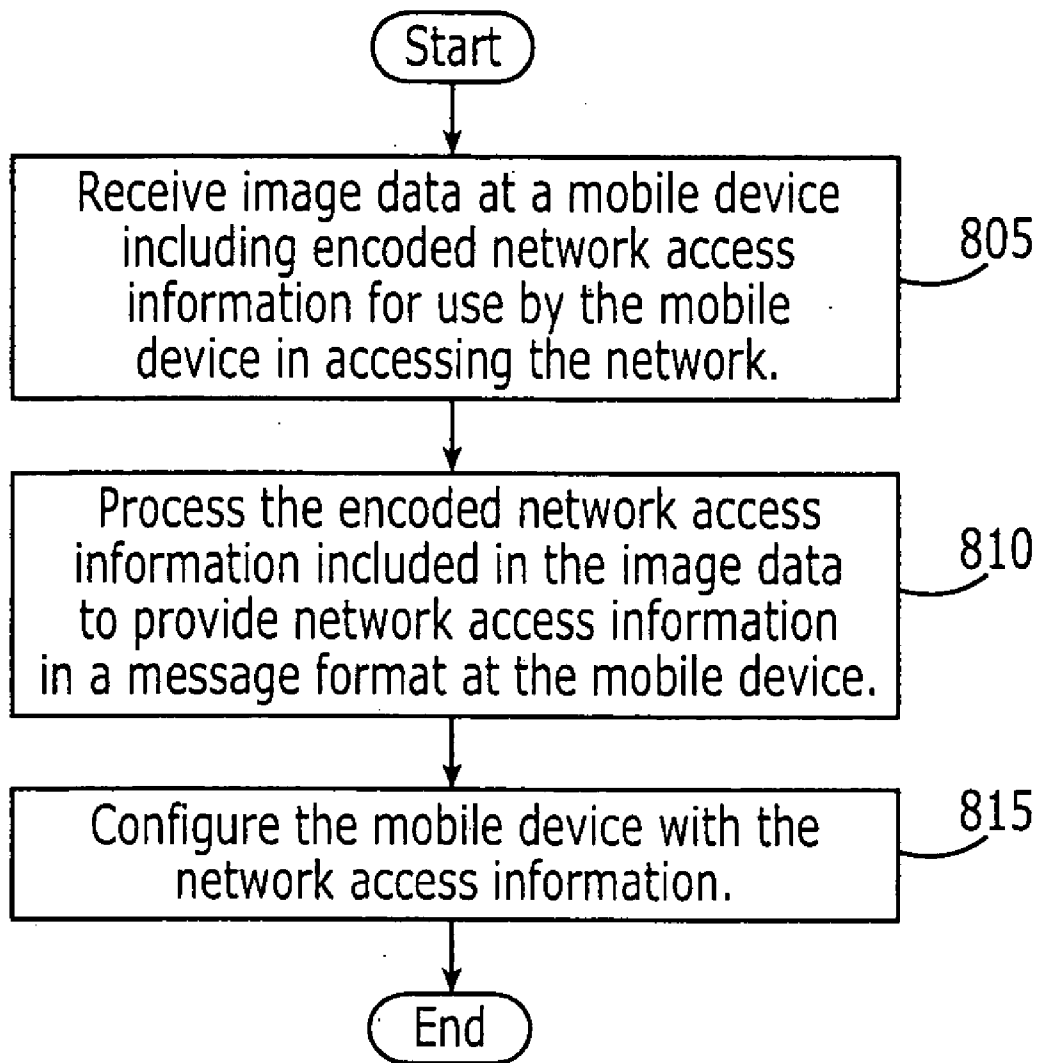 Start
Receive image data at a mobile device
including encoded network access
information for use by the mobile
device in accessing the network.
805
Process the encoded network access
information included in the image data
to provide network access information
in a message format at the mobile device.
810
Configure the mobile device with the
network access information.
815
End